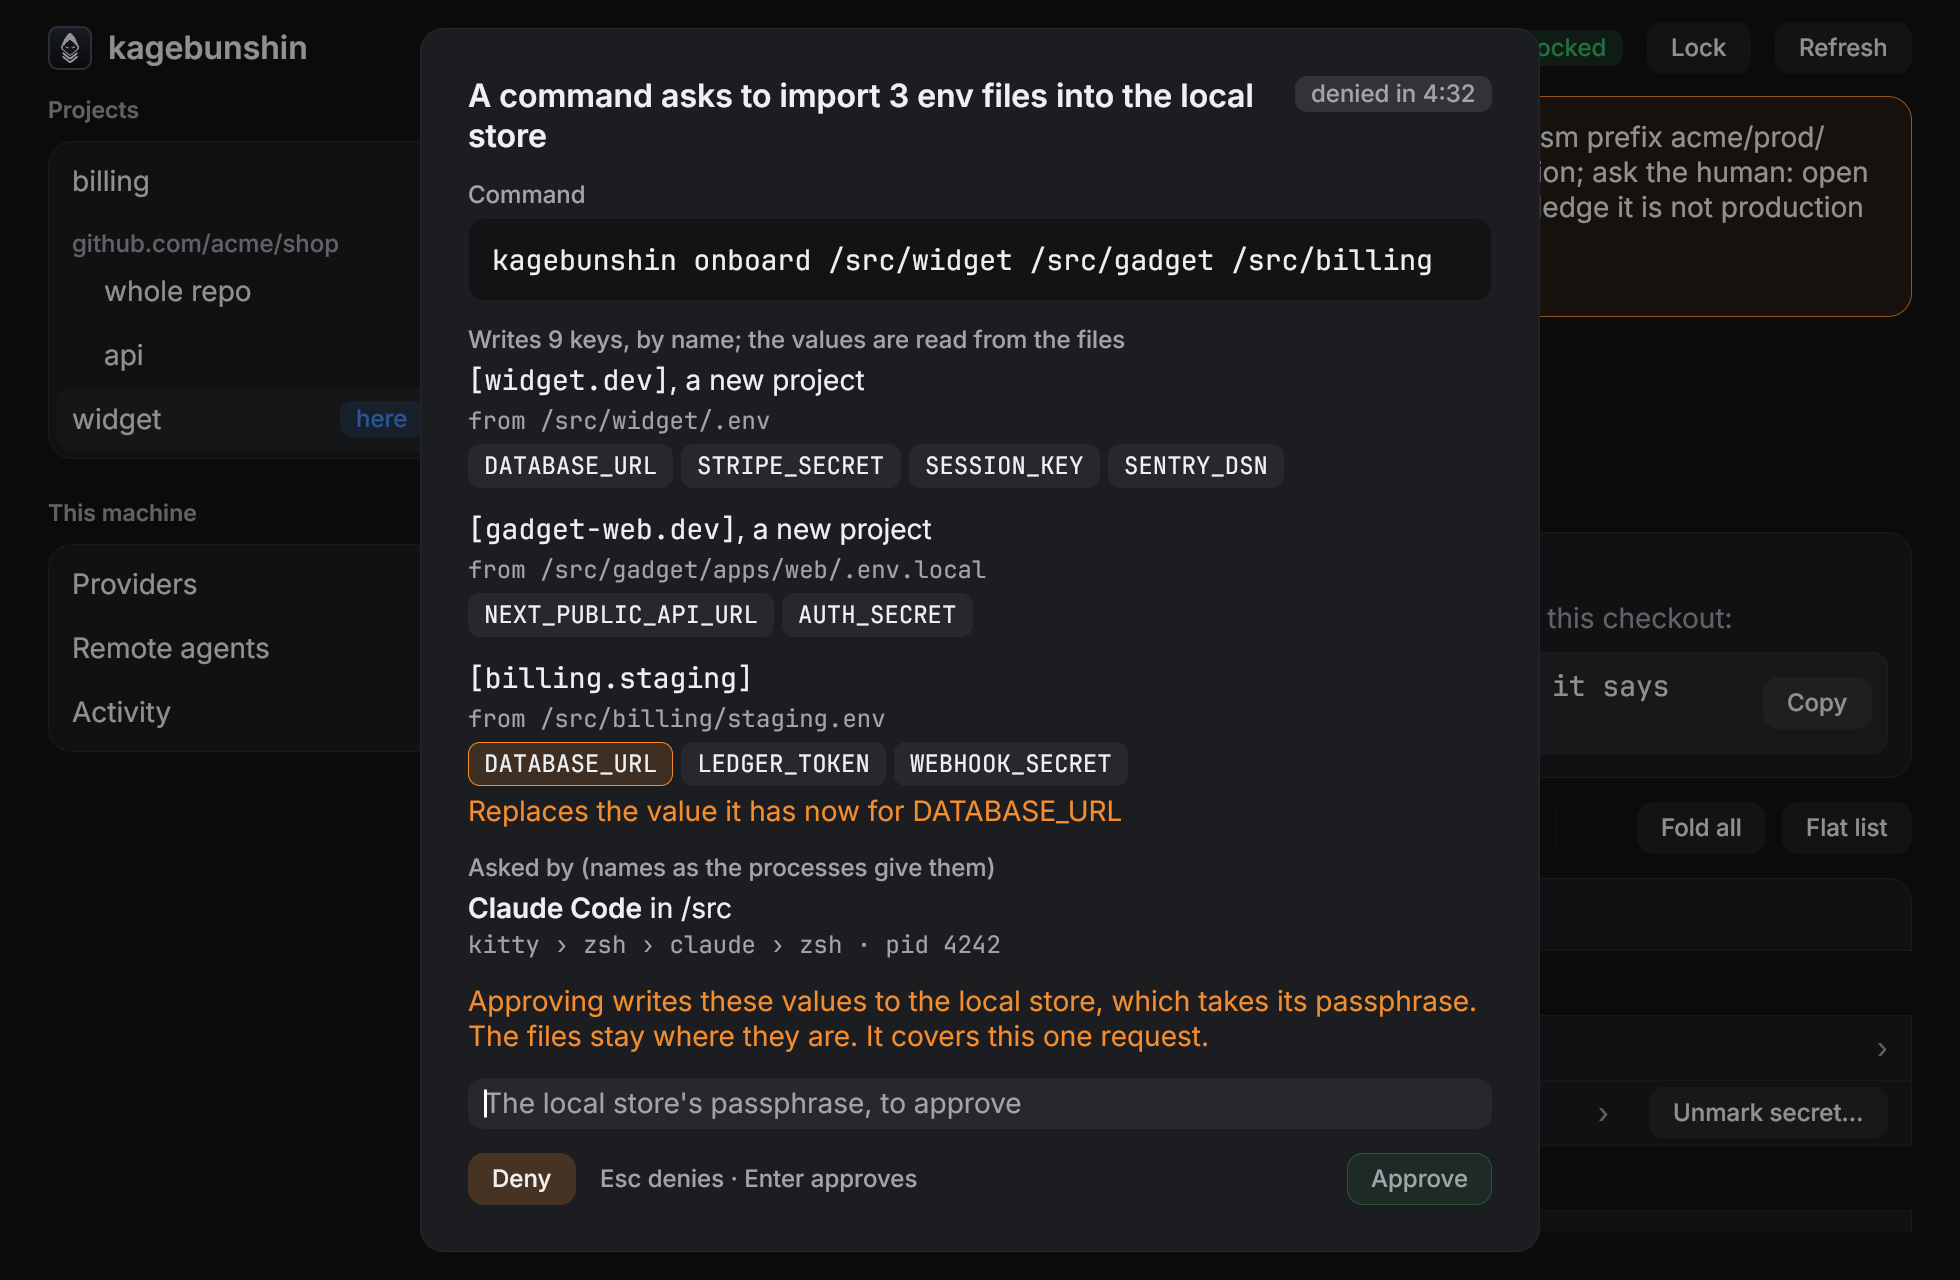 kagebunshin
Projects
billing
github.com/acme/shop
whole repo
api
widget
here
This machine
Providers
Remote agents
Activity
A command asks to import 3 env files into the local
store
denied in 4:32
Command
kagebunshin onboard /src/widget /src/gadget /src/billing
Writes 9 keys, by name; the values are read from the files
[widget.dev], a new project
from /src/widget/.env
DATABASE_URL STRIPE_SECRET SESSION_KEY SENTRY_DSN
[gadget-web.dev], a new project
from /src/gadget/apps/web/.env.local
NEXT_PUBLIC_API_URL AUTH_SECRET
[billing.staging]
from /src/billing/staging.env
DATABASE_URL LEDGER_TOKEN WEBHOOK_SECRET
Replaces the value it has now for DATABASE_URL
Asked by (names as the processes give them)
Claude Code in /src
kitty › zsh › claude › zsh · pid 4242
Approving writes these values to the local store, which takes its passphrase.
The files stay where they are. It covers this one request.
The local store's passphrase, to approve
Deny
Esc denies · Enter approves
Approve
Lock
Refresh
prefix acme/prod/
ask the human: open
it is not production
this checkout:
it says
Copy
Fold all
Flat list
Unmark secret...